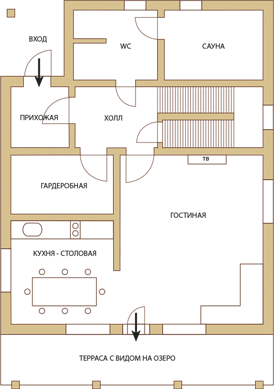 ВХОД
WC
САУНА
ПРИХОЖАЯ
ХОЛЛ
ТВ
ГАРДЕРОБНАЯ
ГОСТИНАЯ
КУХНЯ - СТОЛОВАЯ
ТЕРРАСА С ВИДОМ НА ОЗЕРО